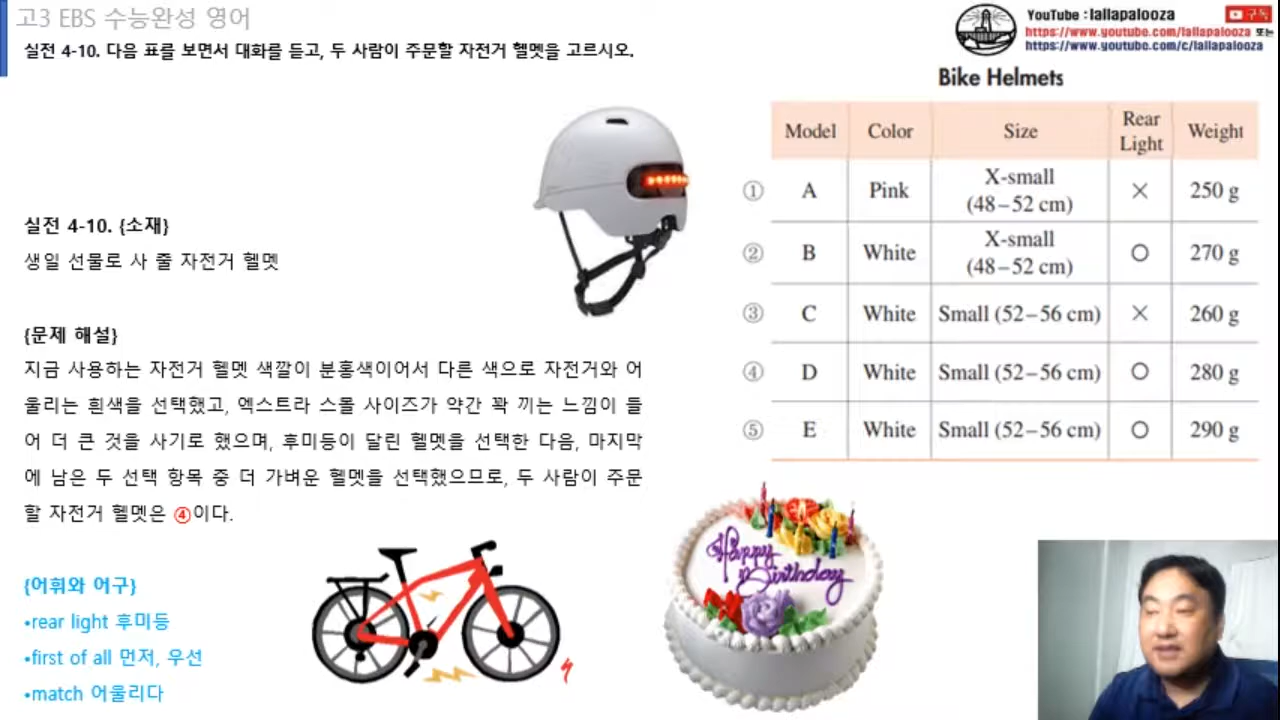 고3 EBS 수능완성 영어
실전 4-10. 다음 표를 보면서 대화를 듣고, 두 사람이 주문할 자전거 헬멧을 고르시오.
YouTube : lallapalooza
구독
https://www.youtube.com/lallapalooza 또는
https://www.youtube.com/c/lallapalooza
Bike Helmets
Model Color Size Rear Light Weight
① A Pink X-small (48–52 cm) × 250 g
② B White X-small (48–52 cm) ○ 270 g
③ C White Small (52–56 cm) × 260 g
④ D White Small (52–56 cm) ○ 280 g
⑤ E White Small (52–56 cm) ○ 290 g
실전 4-10. {소재}
생일 선물로 사 줄 자전거 헬멧
{문제 해설}
지금 사용하는 자전거 헬멧 색깔이 분홍색이어서 다른 색으로 자전거와 어
울리는 흰색을 선택했고, 엑스트라 스몰 사이즈가 약간 꽉 끼는 느낌이 들
어 더 큰 것을 사기로 했으며, 후미등이 달린 헬멧을 선택한 다음, 마지막
에 남은 두 선택 항목 중 더 가벼운 헬멧을 선택했으므로, 두 사람이 주문
할 자전거 헬멧은 ④이다.
{어휘와 어구}
•rear light 후미등
•first of all 먼저, 우선
•match 어울리다
Happy
Birthday